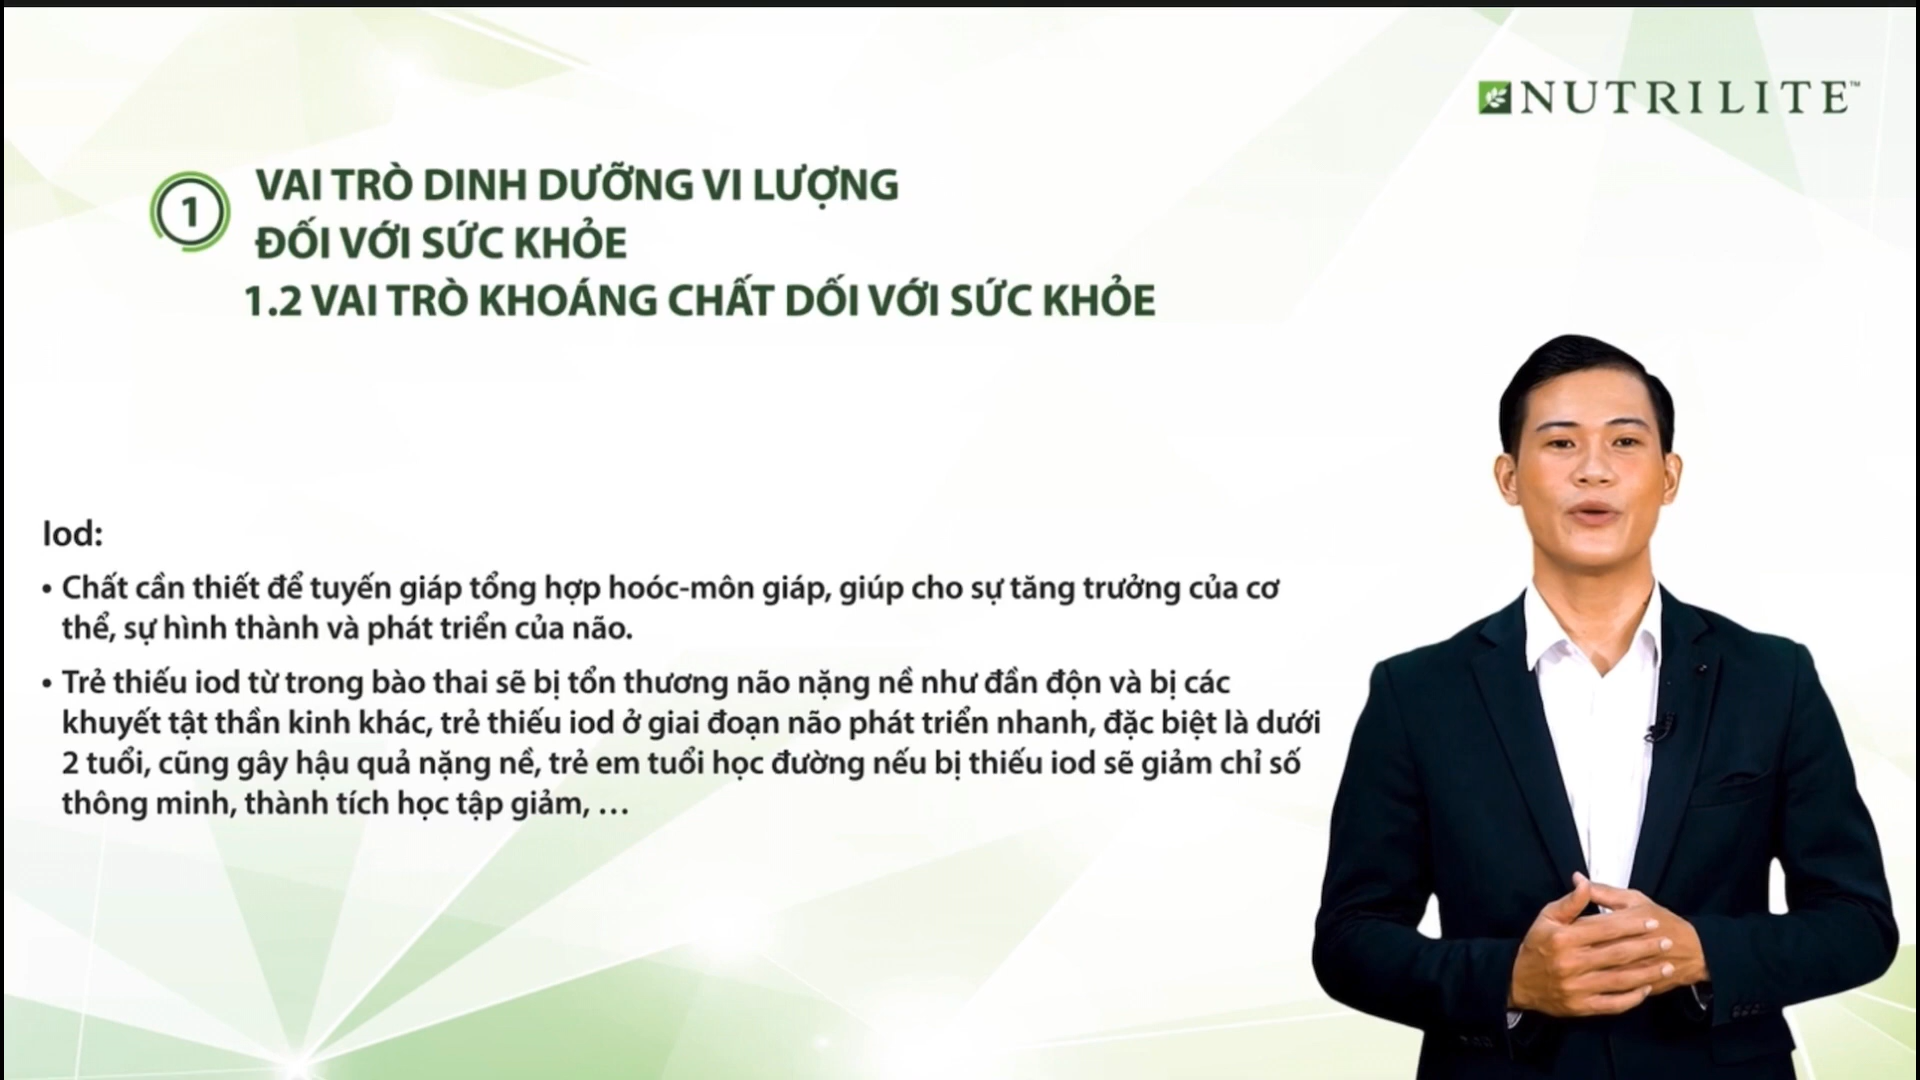 NUTRILITE™
1
VAI TRÒ DINH DƯỠNG VI LƯỢNG
ĐỐI VỚI SỨC KHỎE
1.2 VAI TRÒ KHOÁNG CHẤT DỐI VỚI SỨC KHỎE
Iod:
• Chất cần thiết để tuyến giáp tổng hợp hoóc-môn giáp, giúp cho sự tăng trưởng của cơ
thể, sự hình thành và phát triển của não.
• Trẻ thiếu iod từ trong bào thai sẽ bị tổn thương não nặng nề như đần độn và bị các
khuyết tật thần kinh khác, trẻ thiếu iod ở giai đoạn não phát triển nhanh, đặc biệt là dưới
2 tuổi, cũng gây hậu quả nặng nề, trẻ em tuổi học đường nếu bị thiếu iod sẽ giảm chỉ số
thông minh, thành tích học tập giảm, …